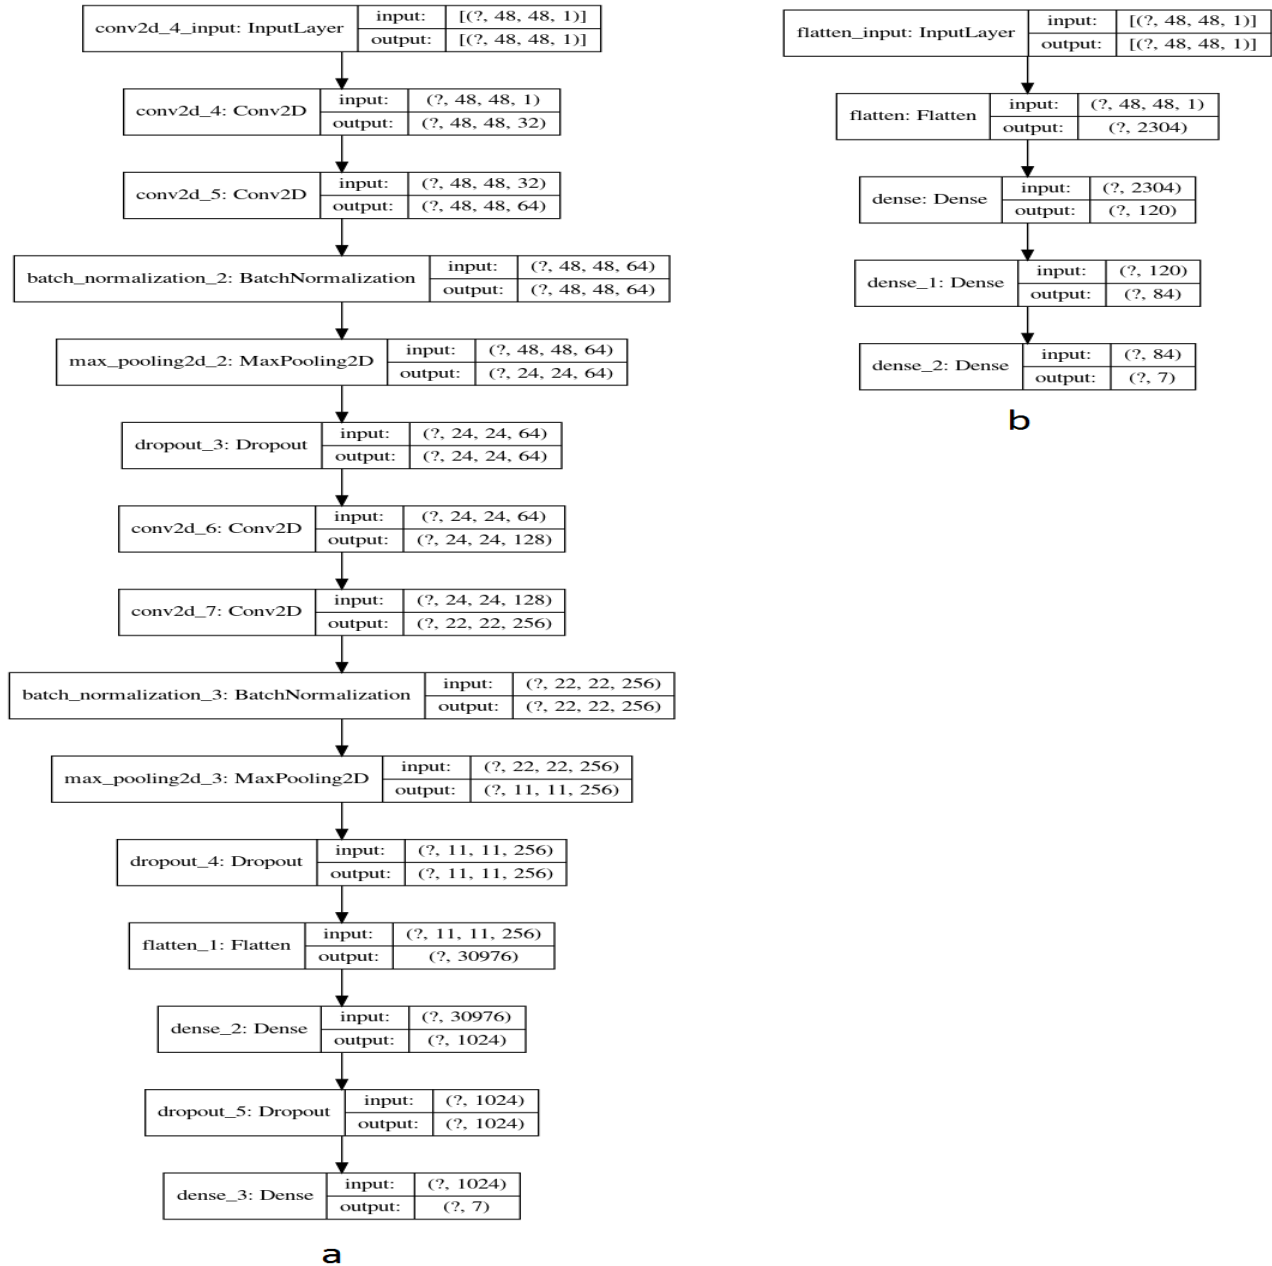 conv2d_4_input: InputLayer input: [(?, 48, 48, 1)]
output: [(?, 48, 48, 1)]
conv2d_4: Conv2D input: (?, 48, 48, 1)
output: (?, 48, 48, 32)
conv2d_5: Conv2D input: (?, 48, 48, 32)
output: (?, 48, 48, 64)
batch_normalization_2: BatchNormalization input: (?, 48, 48, 64)
output: (?, 48, 48, 64)
max_pooling2d_2: MaxPooling2D input: (?, 48, 48, 64)
output: (?, 24, 24, 64)
dropout_3: Dropout input: (?, 24, 24, 64)
output: (?, 24, 24, 64)
conv2d_6: Conv2D input: (?, 24, 24, 64)
output: (?, 24, 24, 128)
conv2d_7: Conv2D input: (?, 24, 24, 128)
output: (?, 22, 22, 256)
batch_normalization_3: BatchNormalization input: (?, 22, 22, 256)
output: (?, 22, 22, 256)
max_pooling2d_3: MaxPooling2D input: (?, 22, 22, 256)
output: (?, 11, 11, 256)
dropout_4: Dropout input: (?, 11, 11, 256)
output: (?, 11, 11, 256)
flatten_1: Flatten input: (?, 11, 11, 256)
output: (?, 30976)
dense_2: Dense input: (?, 30976)
output: (?, 1024)
dropout_5: Dropout input: (?, 1024)
output: (?, 1024)
dense_3: Dense input: (?, 1024)
output: (?, 7)
a
flatten_input: InputLayer input: [(?, 48, 48, 1)]
output: [(?, 48, 48, 1)]
flatten: Flatten input: (?, 48, 48, 1)
output: (?, 2304)
dense: Dense input: (?, 2304)
output: (?, 120)
dense_1: Dense input: (?, 120)
output: (?, 84)
dense_2: Dense input: (?, 84)
output: (?, 7)
b